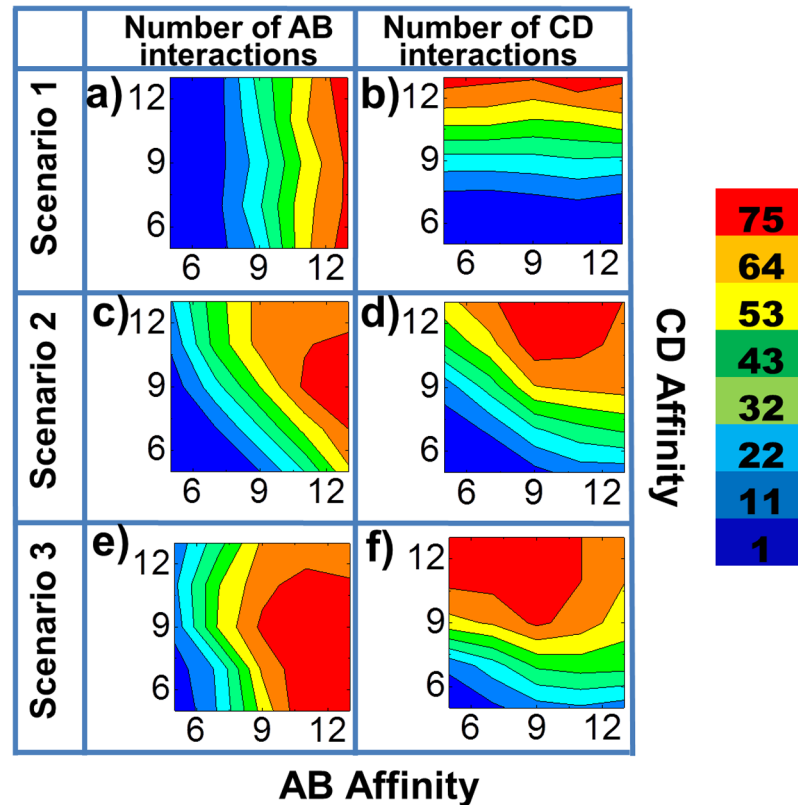 Number of AB
interactions
Number of CD
interactions
Scenario 1
a)
12
9
6
6 9 12
b)
12
9
6
6 9 12
Scenario 2
c)
12
9
6
6 9 12
d)
12
9
6
6 9 12
Scenario 3
e)
12
9
6
6 9 12
f)
12
9
6
6 9 12
AB Affinity
CD Affinity
75
64
53
43
32
22
11
1